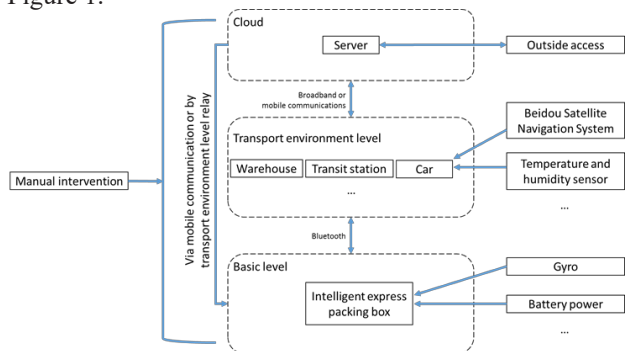 Figure 1.
Cloud
Server
Outside access
Broadband or
mobile communications
Via mobile communication or by
transport environment level relay
Transport environment level
Warehouse
Transit station
Car
...
Beidou Satellite
Navigation System
Temperature and
humidity sensor
...
Manual intervention
Bluetooth
Basic level
Intelligent express
packing box
Gyro
Battery power
...